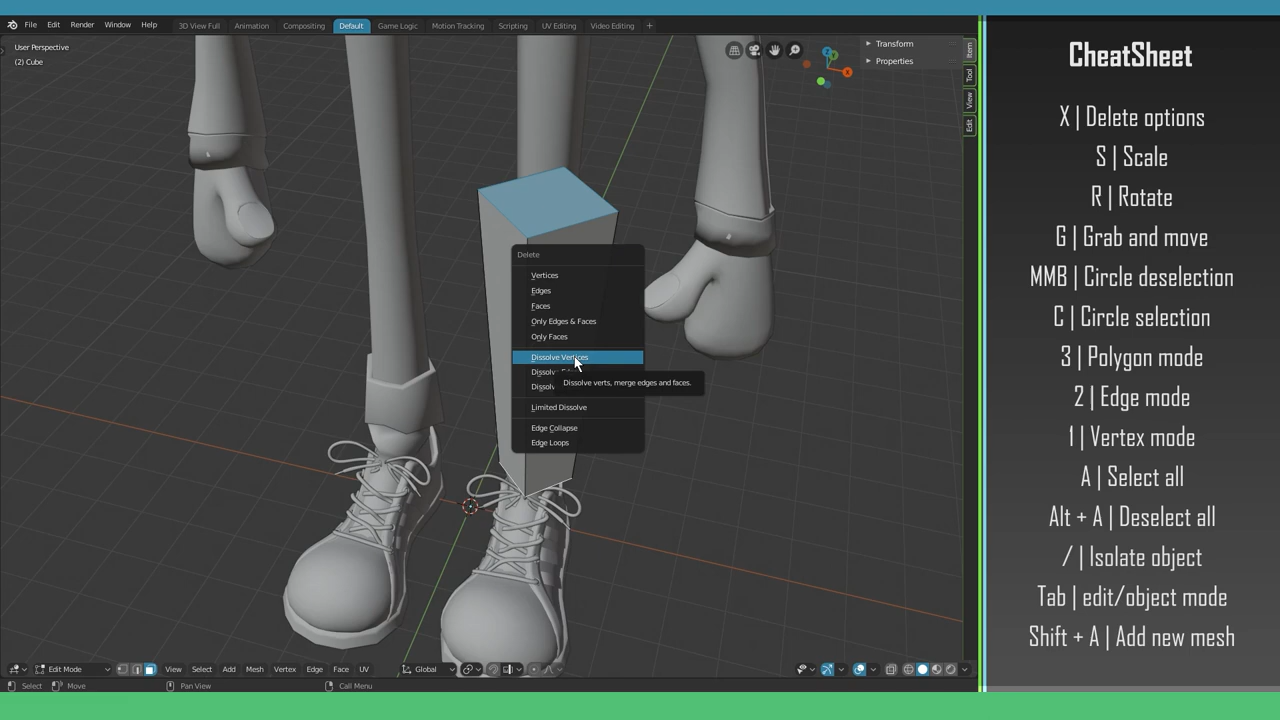 File Edit Render Window Help 3D View Full Animation Compositing Default Game Logic Motion Tracking Scripting UV Editing Video Editing +
User Perspective
(2) Cube
Transform
Properties
Item
Tool
View
Edit
X
Delete
Vertices
Edges
Faces
Only Edges & Faces
Only Faces
Dissolve Vertices
Dissolve
Dissolve verts, merge edges and faces.
Limited Dissolve
Edge Collapse
Edge Loops
Edit Mode View Select Add Mesh Vertex Edge Face UV Global
Select Move Pan View Call Menu
CheatSheet
X | Delete options
S | Scale
R | Rotate
G | Grab and move
MMB | Circle deselection
C | Circle selection
3 | Polygon mode
2 | Edge mode
1 | Vertex mode
A | Select all
Alt + A | Deselect all
/ | Isolate object
Tab | edit/object mode
Shift + A | Add new mesh